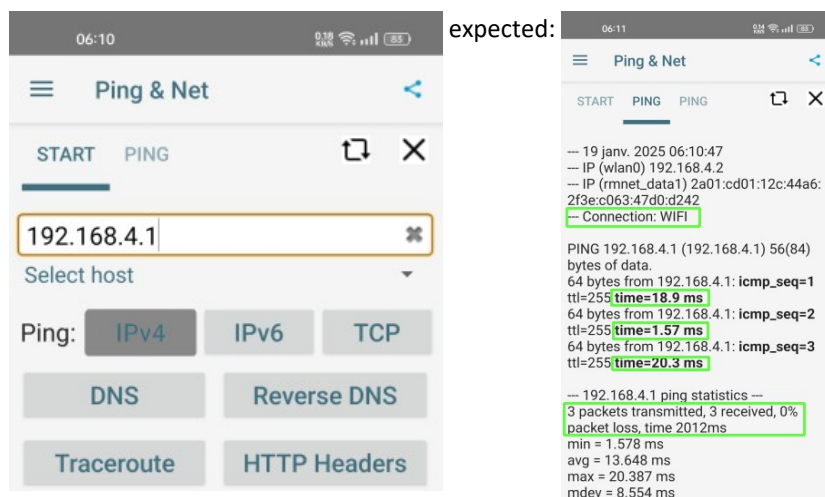 06:10
0.18 KB/S
83
Ping & Net
START PING
192.168.4.1
Select host
Ping: IPv4 IPv6 TCP
DNS Reverse DNS
Traceroute HTTP Headers
expected:
06:11
83
Ping & Net
START PING PING
--- 19 janv. 2025 06:10:47
--- IP (wlan0) 192.168.4.2
--- IP (rmnet_data1) 2a01:cd01:12c:44a6:
2f3e:c063:47d0:d242
--- Connection: WIFI
PING 192.168.4.1 (192.168.4.1) 56(84)
bytes of data.
64 bytes from 192.168.4.1: icmp_seq=1
ttl=255 time=18.9 ms
64 bytes from 192.168.4.1: icmp_seq=2
ttl=255 time=1.57 ms
64 bytes from 192.168.4.1: icmp_seq=3
ttl=255 time=20.3 ms
--- 192.168.4.1 ping statistics ---
3 packets transmitted, 3 received, 0%
packet loss, time 2012ms
min = 1.578 ms
avg = 13.648 ms
max = 20.387 ms
mdev = 8.554 ms